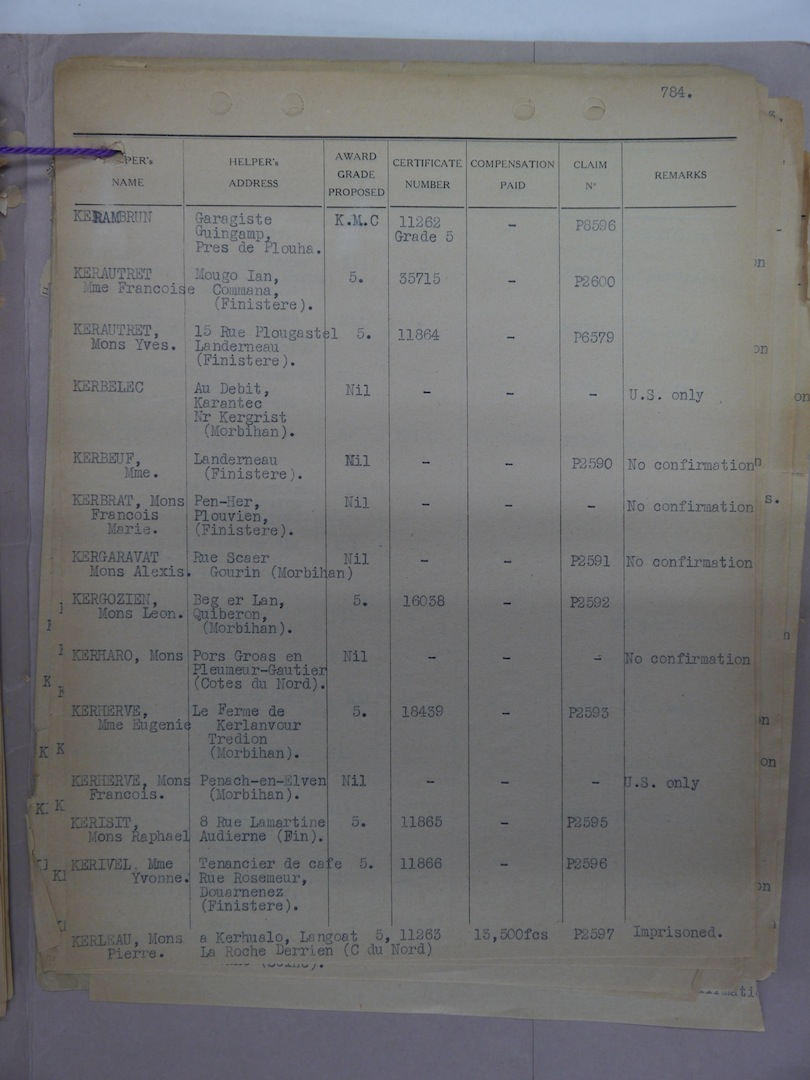 784.
PER's NAME
HELPER's ADDRESS
AWARD GRADE PROPOSED
CERTIFICATE NUMBER
COMPENSATION PAID
CLAIM Nº
REMARKS
KERAMBRUN Garagiste K.M.C 11262 - P8596
Guingamp, Grade 5
Pres de Plouha.
KERAUTRET Mougo Ian, 5. 35715 - P2600
Mme Francoise Commana,
(Finistere).
KERAUTRET, 15 Rue Plougastel 5. 11864 - P6579
Mons Yves. Landerneau
(Finistere).
KERBELEC Au Debit, Nil - - - U.S. only
Karantec
Nr Kergrist
(Morbihan).
KERBEUF, Landerneau Nil - - P2590 No confirmation
Mme. (Finistere).
KERBRAT, Mons Pen-Her, Nil - - - No confirmation
Francois Plouvien,
Marie. (Finistere).
KERGARAVAT Rue Scaer Nil - - P2591 No confirmation
Mons Alexis. Gourin (Morbihan)
KERGOZIEN, Beg er Lan, 5. 16038 - P2592
Mons Leon. Quiberon,
(Morbihan).
KERHARO, Mons Pors Groas en Nil - - - No confirmation
Pleumeur-Gautier
(Cotes du Nord).
KERHERVE, Le Ferme de 5. 18439 - P2593
Mme Eugenie Kerlanvour
Tredion
(Morbihan).
KERHERVE, Mons Penach-en-Elven Nil - - - U.S. only
Francois. (Morbihan).
KERISIT, 8 Rue Lamartine 5. 11865 - P2595
Mons Raphael Audierne (Fin).
KERIVEL Mme Tenancier de cafe 5. 11866 - P2596
Yvonne. Rue Rosemeur,
Douarnenez
(Finistere).
KERLEAU, Mons a Kerhualo, Langoat 5, 11263 15,500fcs P2597 Imprisoned.
Pierre. La Roche Derrien (C du Nord)